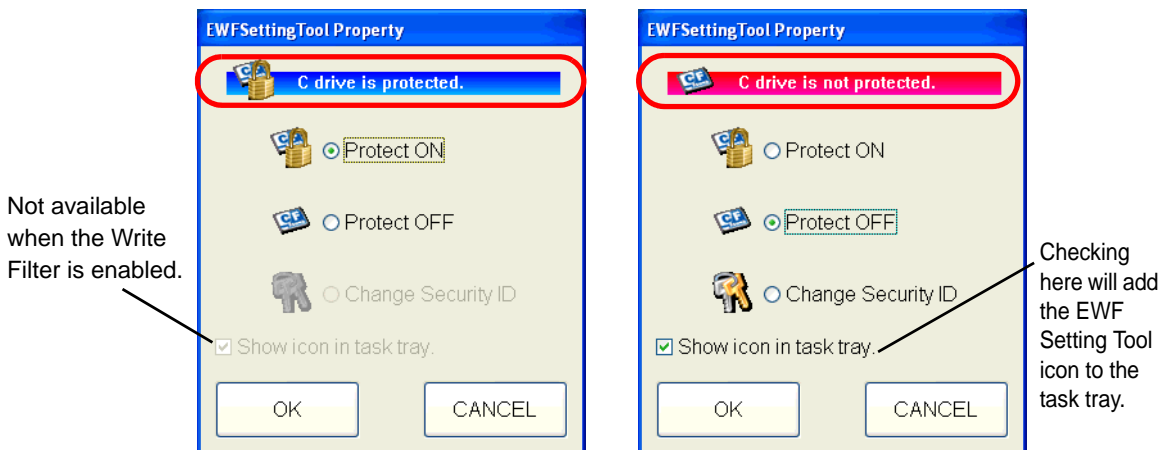 EWFSettingTool Property
C drive is protected.
Protect ON
Protect OFF
Change Security ID
Show icon in task tray.
OK
CANCEL
Not available
when the Write
Filter is enabled.
EWFSettingTool Property
C drive is not protected.
Protect ON
Protect OFF
Change Security ID
Show icon in task tray.
OK
CANCEL
Checking
here will add
the EWF
Setting Tool
icon to the
task tray.